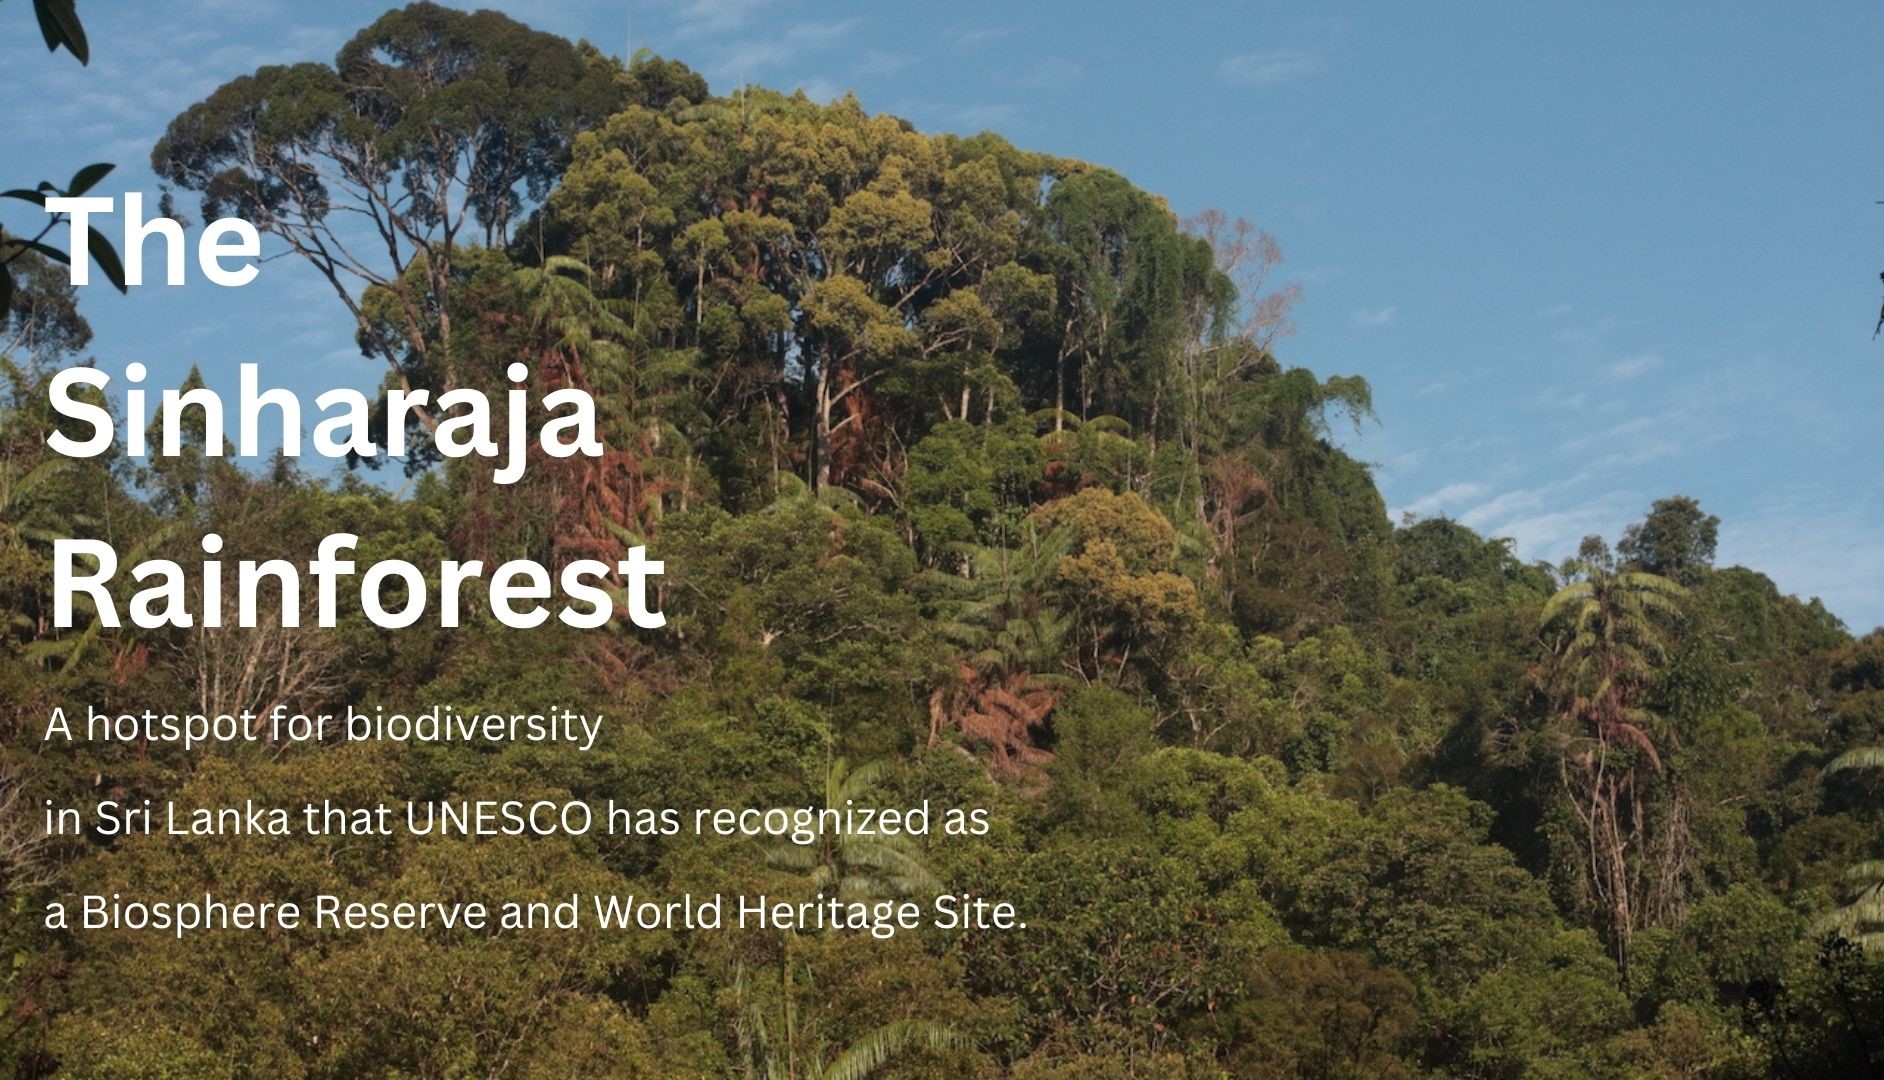 The
Sinharaja
Rainforest
A hotspot for biodiversity
in Sri Lanka that UNESCO has recognized as
a Biosphere Reserve and World Heritage Site.